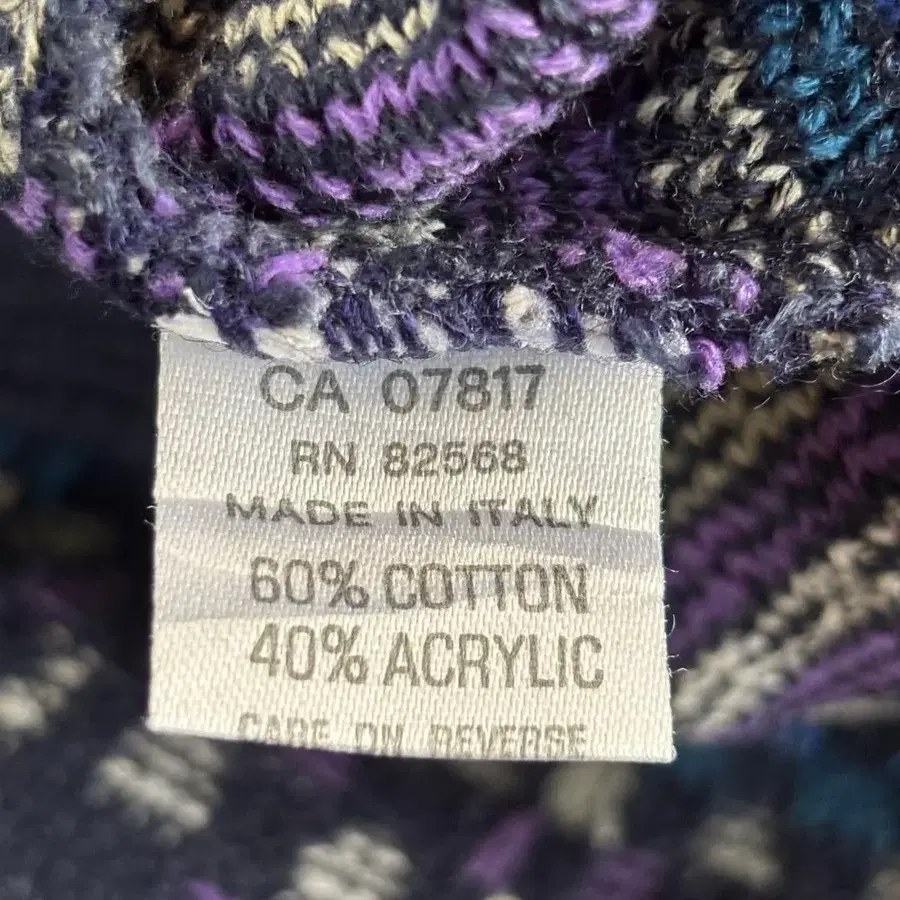 CA 07817
RN 82568
MADE IN ITALY
60% COTTON
40% ACRYLIC
CARE ON REVERSE